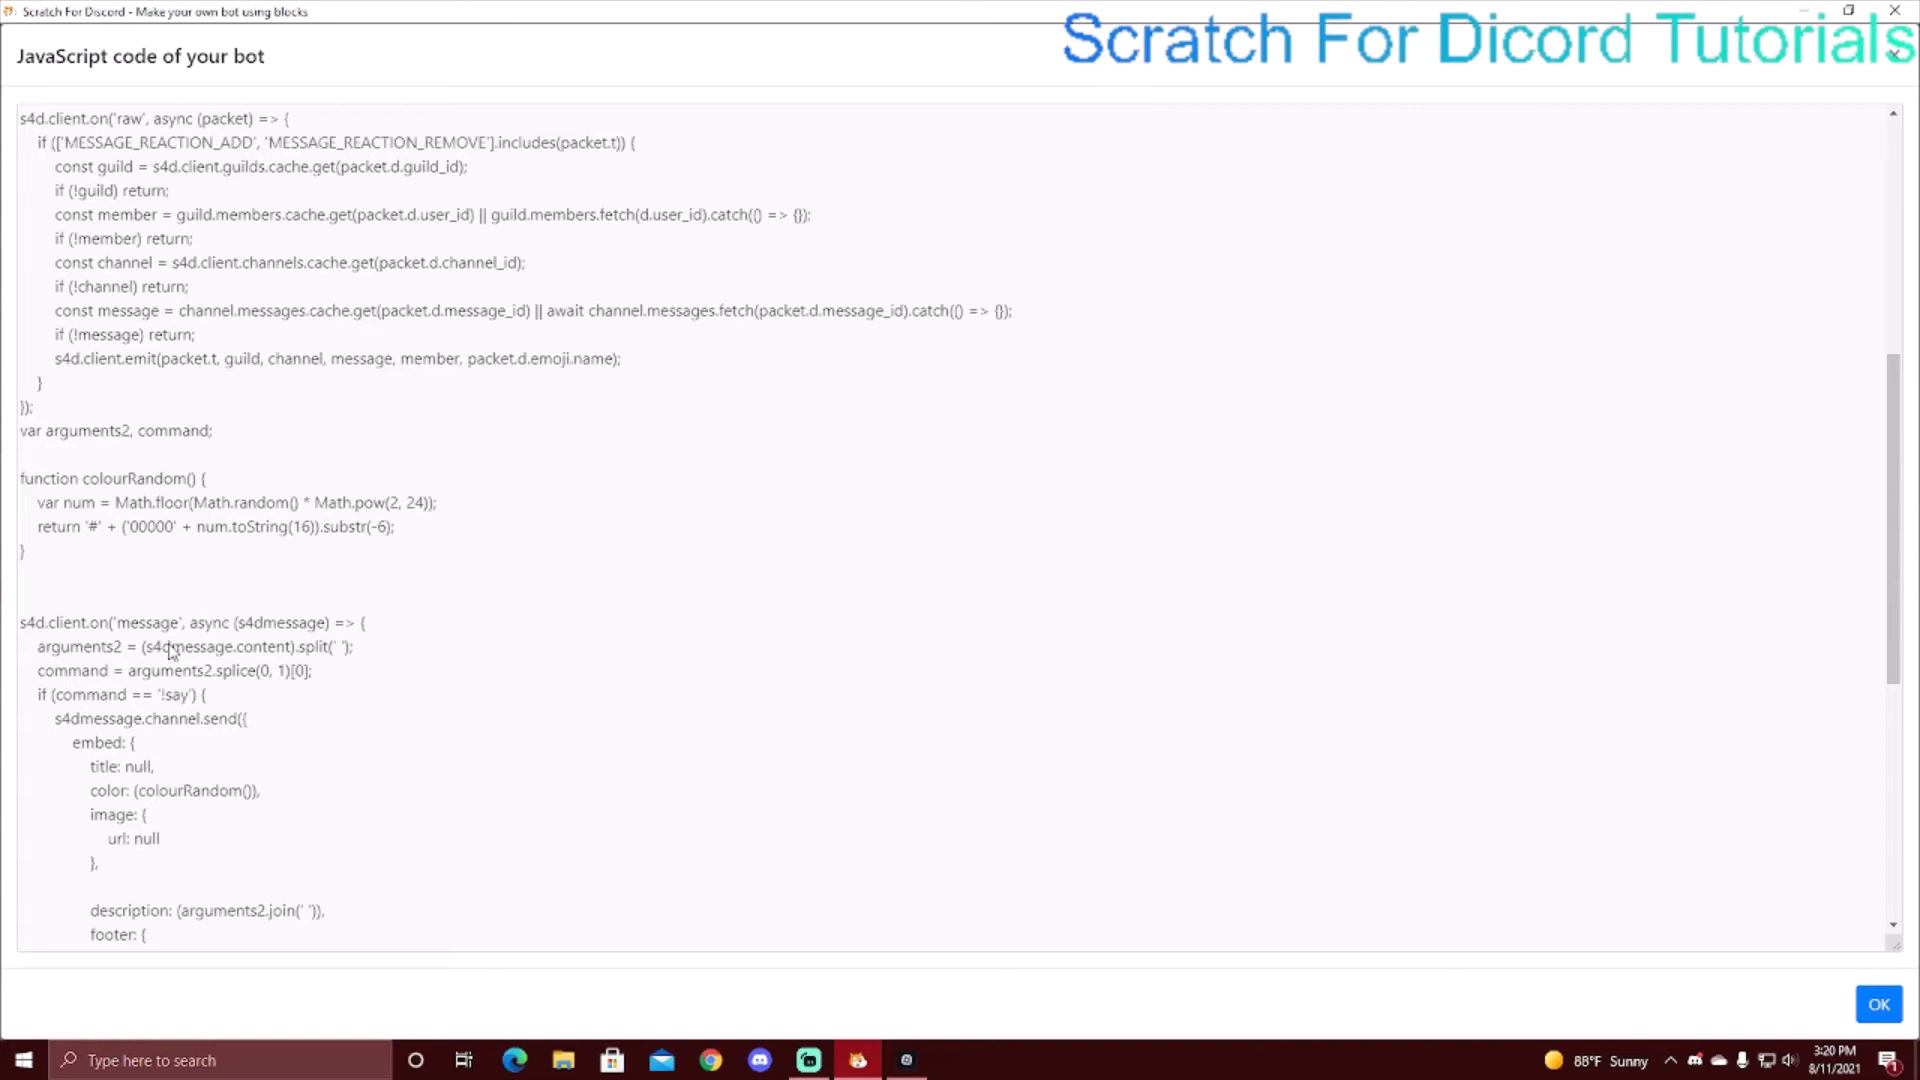 Scratch For Discord - Make your own bot using blocks
Scratch For Dicord Tutorials
JavaScript code of your bot
s4d.client.on('raw', async (packet) => {
if (['MESSAGE_REACTION_ADD', 'MESSAGE_REACTION_REMOVE'].includes(packet.t)) {
const guild = s4d.client.guilds.cache.get(packet.d.guild_id);
if (!guild) return;
const member = guild.members.cache.get(packet.d.user_id) || guild.members.fetch(d.user_id).catch(() => {});
if (!member) return;
const channel = s4d.client.channels.cache.get(packet.d.channel_id);
if (!channel) return;
const message = channel.messages.cache.get(packet.d.message_id) || await channel.messages.fetch(packet.d.message_id).catch(() => {});
if (!message) return;
s4d.client.emit(packet.t, guild, channel, message, member, packet.d.emoji.name);
}
});
var arguments2, command;
function colourRandom() {
var num = Math.floor(Math.random() * Math.pow(2, 24));
return '#' + ('00000' + num.toString(16)).substr(-6);
}
s4d.client.on('message', async (s4dmessage) => {
arguments2 = (s4dmessage.content).split(' ');
command = arguments2.splice(0, 1)[0];
if (command == '!say') {
s4dmessage.channel.send({
embed: {
title: null,
color: (colourRandom()),
image: {
url: null
},
description: (arguments2.join(' ')),
footer: {
OK
Type here to search
88°F Sunny
3:20 PM
8/11/2021
1